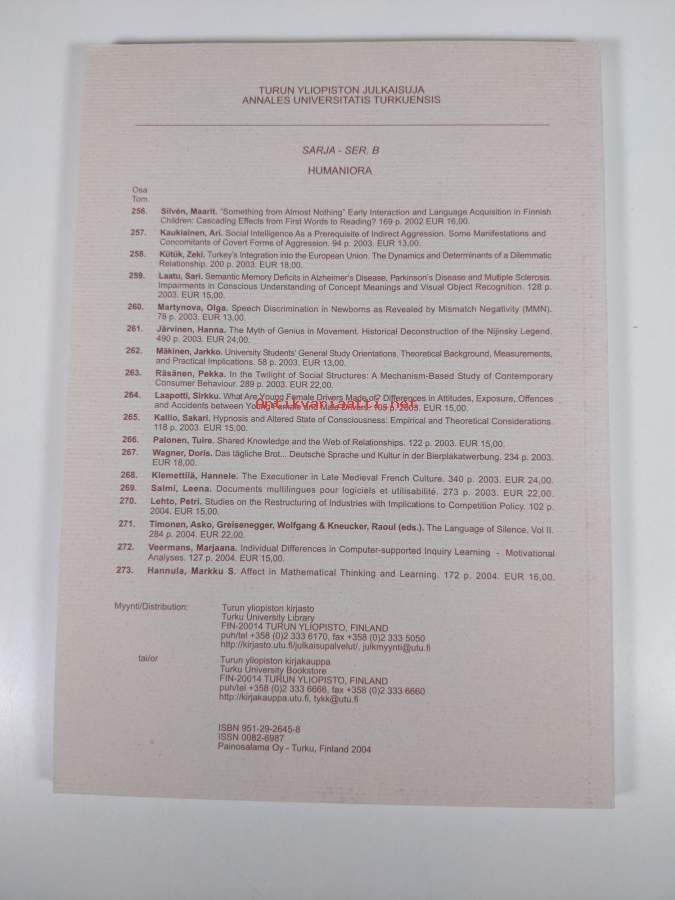 TURUN YLIOPISTON JULKAISUJA
ANNALES UNIVERSITATIS TURKUENSIS
SARJA - SER. B
HUMANIORA
Osa
Tom.
256. Silvén, Maarit. "Something from Almost Nothing" Early Interaction and Language Acquisition in Finnish
Children: Cascading Effects from First Words to Reading? 169 p. 2002 EUR 16,00.
257. Kaukiainen, Ari. Social Intelligence As a Prerequisite of Indirect Aggression. Some Manifestations and
Concomitants of Covert Forms of Aggression. 94 p. 2003. EUR 13,00.
258. Kütük, Zeki. Turkey's Integration into the European Union. The Dynamics and Determinants of a Dilemmatic
Relationship. 200 p. 2003. EUR 18,00.
259. Laatu, Sari. Semantic Memory Deficits in Alzheimer's Disease, Parkinson's Disease and Multiple Sclerosis.
Impairments in Conscious Understanding of Concept Meanings and Visual Object Recognition. 128 p.
2003. EUR 15,00.
260. Martynova, Olga. Speech Discrimination in Newborns as Revealed by Mismatch Negativity (MMN).
78 p. 2003. EUR 13,00.
261. Järvinen, Hanna. The Myth of Genius in Movement. Historical Deconstruction of the Nijinsky Legend.
490 p. 2003. EUR 24,00.
262. Mäkinen, Jarkko. University Students' General Study Orientations. Theoretical Background, Measurements,
and Practical Implications. 58 p. 2003. EUR 13,00.
263. Räsänen, Pekka. In the Twilight of Social Structures: A Mechanism-Based Study of Contemporary
Consumer Behaviour. 289 p. 2003. EUR 22,00.
264. Laapotti, Sirkku. What Are Young Female Drivers Made of? Differences in Attitudes, Exposure, Offences
antikvariaatti.net
and Accidents between Young Female and Male Drivers. 2003. EUR 15,00.
265. Kallio, Sakari. Hypnosis and Altered State of Consciousness: Empirical and Theoretical Considerations.
118 p. 2003. EUR 15,00.
266. Palonen, Tuire. Shared Knowledge and the Web of Relationships. 122 p. 2003. EUR 15,00.
267. Wagner, Doris. Das tägliche Brot... Deutsche Sprache und Kultur in der Bierplakatwerbung. 234 p. 2003.
EUR 18,00.
268. Klemettilä, Hannele. The Executioner in Late Medieval French Culture. 340 p. 2003. EUR 24,00.
269. Salmi, Leena. Documents multilingues pour logiciels et utilisabilité. 273 p. 2003. EUR 22,00.
270. Lehto, Petri. Studies on the Restructuring of Industries with Implications to Competition Policy. 102 p.
2004. EUR 15,00.
271. Timonen, Asko, Greisenegger, Wolfgang & Kneucker, Raoul (eds.). The Language of Silence. Vol II.
284 p. 2004. EUR 22,00.
272. Veermans, Marjaana. Individual Differences in Computer-supported Inquiry Learning - Motivational
Analyses. 127 p. 2004. EUR 15,00.
273. Hannula, Markku S. Affect in Mathematical Thinking and Learning. 172 p. 2004. EUR 16,00.
Myynti/Distribution: Turun yliopiston kirjasto
Turku University Library
FIN-20014 TURUN YLIOPISTO, FINLAND
puh/tel +358 (0)2 333 6170, fax +358 (0)2 333 5050
http://kirjasto.utu.fi/julkaisupalvelut/, julkmyynti@utu.fi
tai/or Turun yliopiston kirjakauppa
Turku University Bookstore
FIN-20014 TURUN YLIOPISTO, FINLAND
puh/tel +358 (0)2 333 6668, fax +358 (0)2 333 6660
http://kirjakauppa.utu.fi, tykk@utu.fi
ISBN 951-29-2645-8
ISSN 0082-6987
Painosalama Oy - Turku, Finland 2004